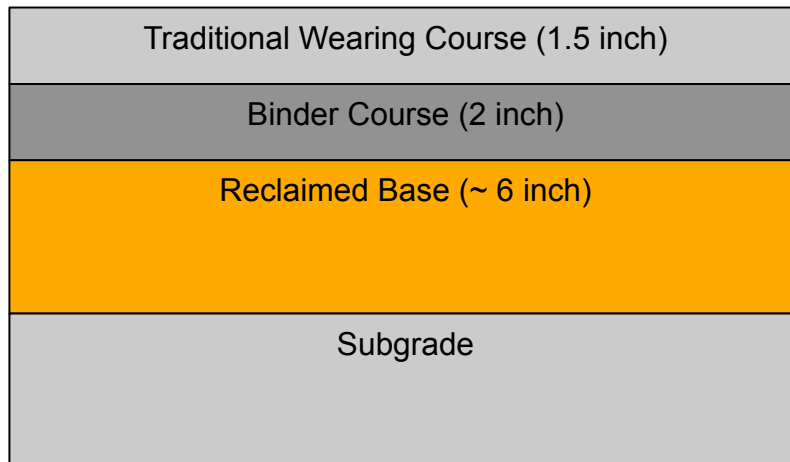 Traditional Wearing Course (1.5 inch)
Binder Course (2 inch)
Reclaimed Base (~ 6 inch)
Subgrade